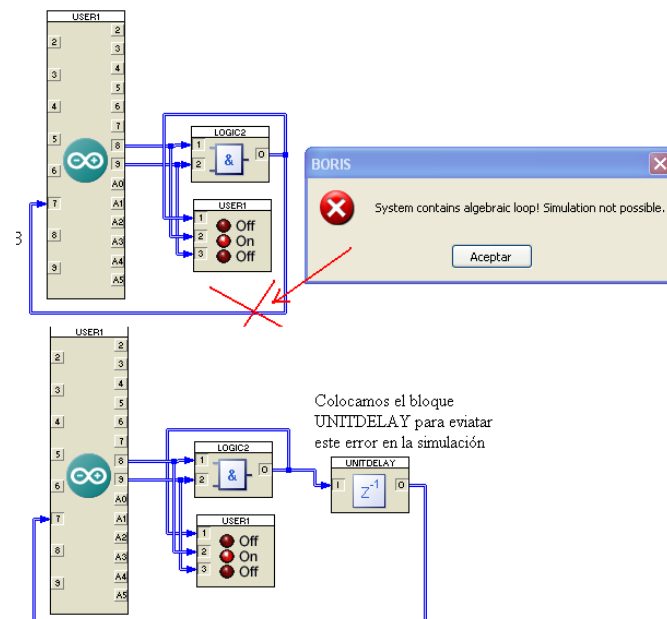 USER1
2
2
3
3
4
4
5
6
5
7
6
8
9
7
A0
A1
8
A2
A3
9
A4
A5
LOGIC2
1
&
O
2
USER1
1
Off
2
On
3
Off
BORIS
System contains algebraic loop! Simulation not possible.
Aceptar
3
USER1
2
2
3
3
4
4
5
6
5
7
6
8
9
7
A0
A1
8
A2
A3
9
A4
A5
LOGIC2
1
&
O
2
USER1
1
Off
2
On
3
Off
Colocamos el bloque
UNITDELAY para eviatar
este error en la simulación
UNITDELAY
I
Z-1
O